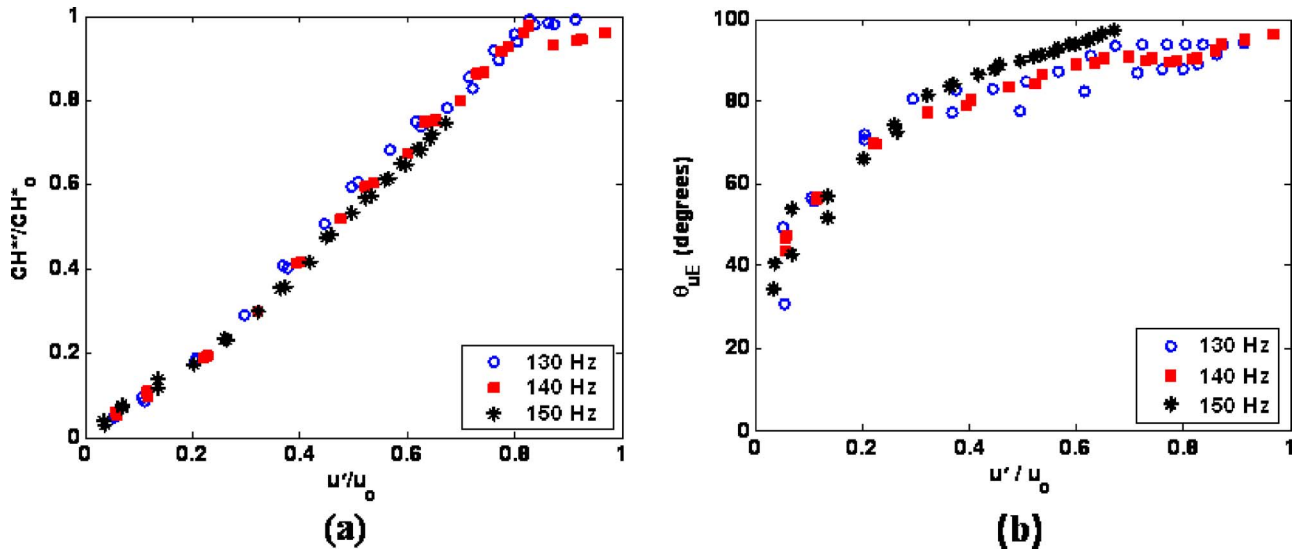 1
0.8
0.6
0.4
0.2
0
CH*'/CH*o
0 0.2 0.4 0.6 0.8 1
u'/uo
130 Hz
140 Hz
150 Hz
(a)
100
80
60
40
20
0
θuE (degrees)
0 0.2 0.4 0.6 0.8 1
u' / uo
130 Hz
140 Hz
150 Hz
(b)